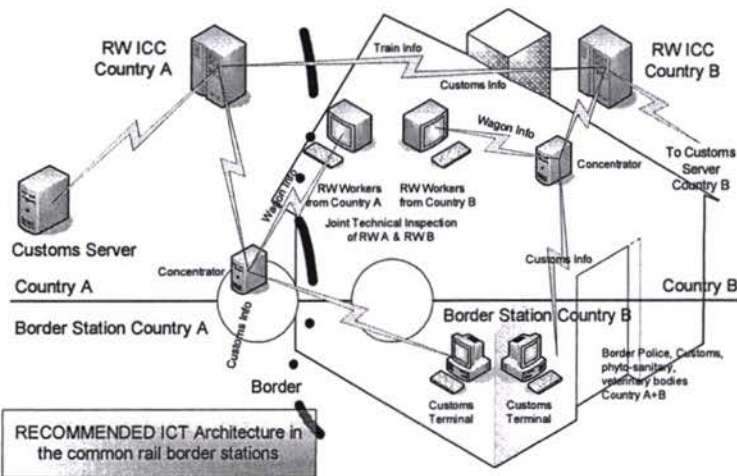 RW ICC
Country A
Train Info
Customs Info
RW ICC
Country B
Wagon Info
Concentrator
To Customs
Server
Country B
RW Workers
from Country A
RW Workers
from Country B
Joint Technical Inspection
of RW A & RW B
Wagon Info
Customs Server
Concentrator
Customs Info
Country A
Country B
Border Station Country A
Border Station Country B
Customs Info
Border
Customs
Terminal
Customs
Terminal
Border Police, Customs,
phyto-sanitary,
veterinary bodies
Country A+B
RECOMMENDED ICT Architecture in
the common rail border stations